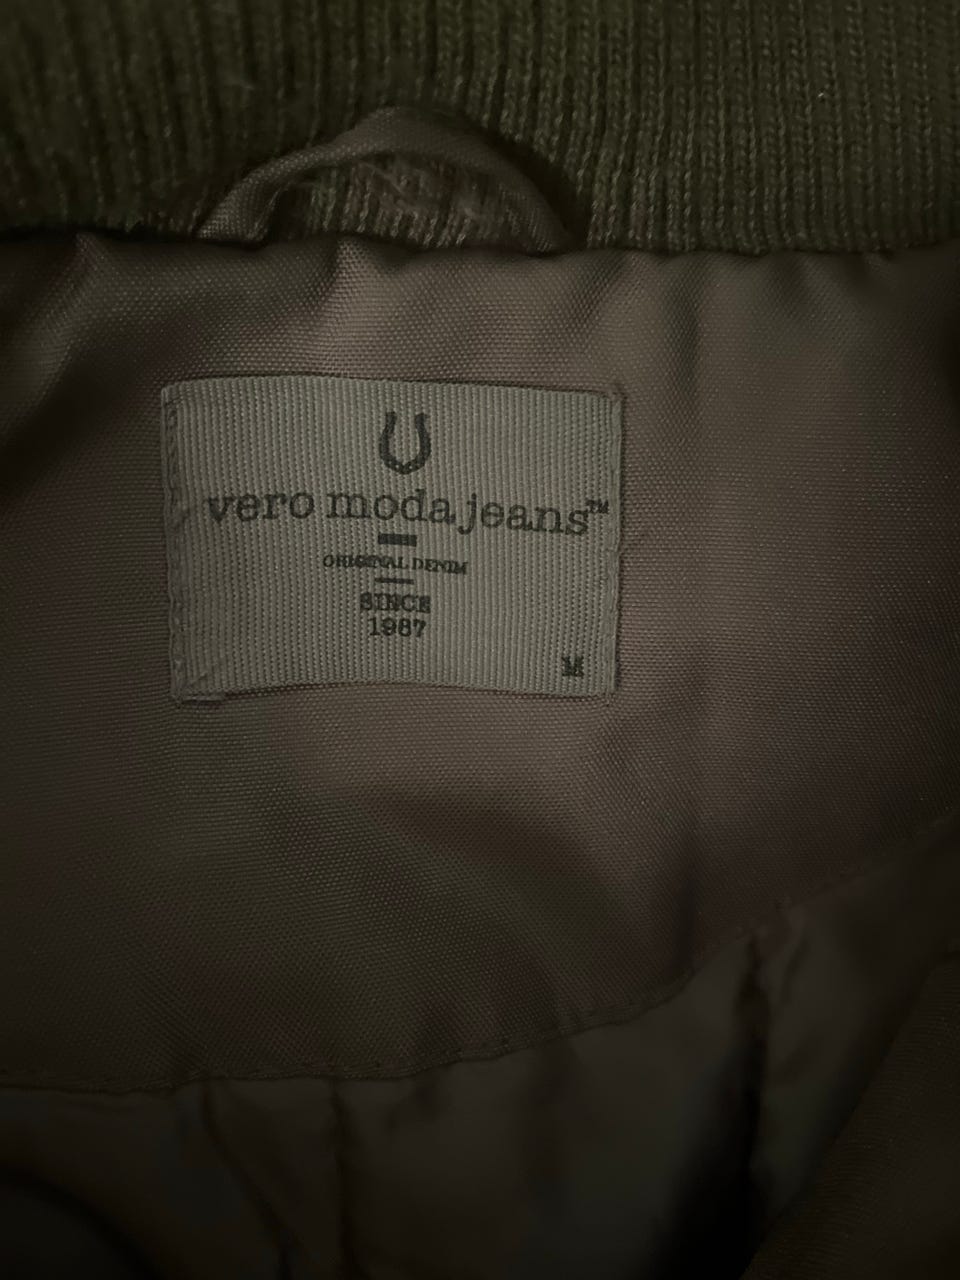 vero moda jeans™
ORIGINAL DENIM
SINCE
1987
M